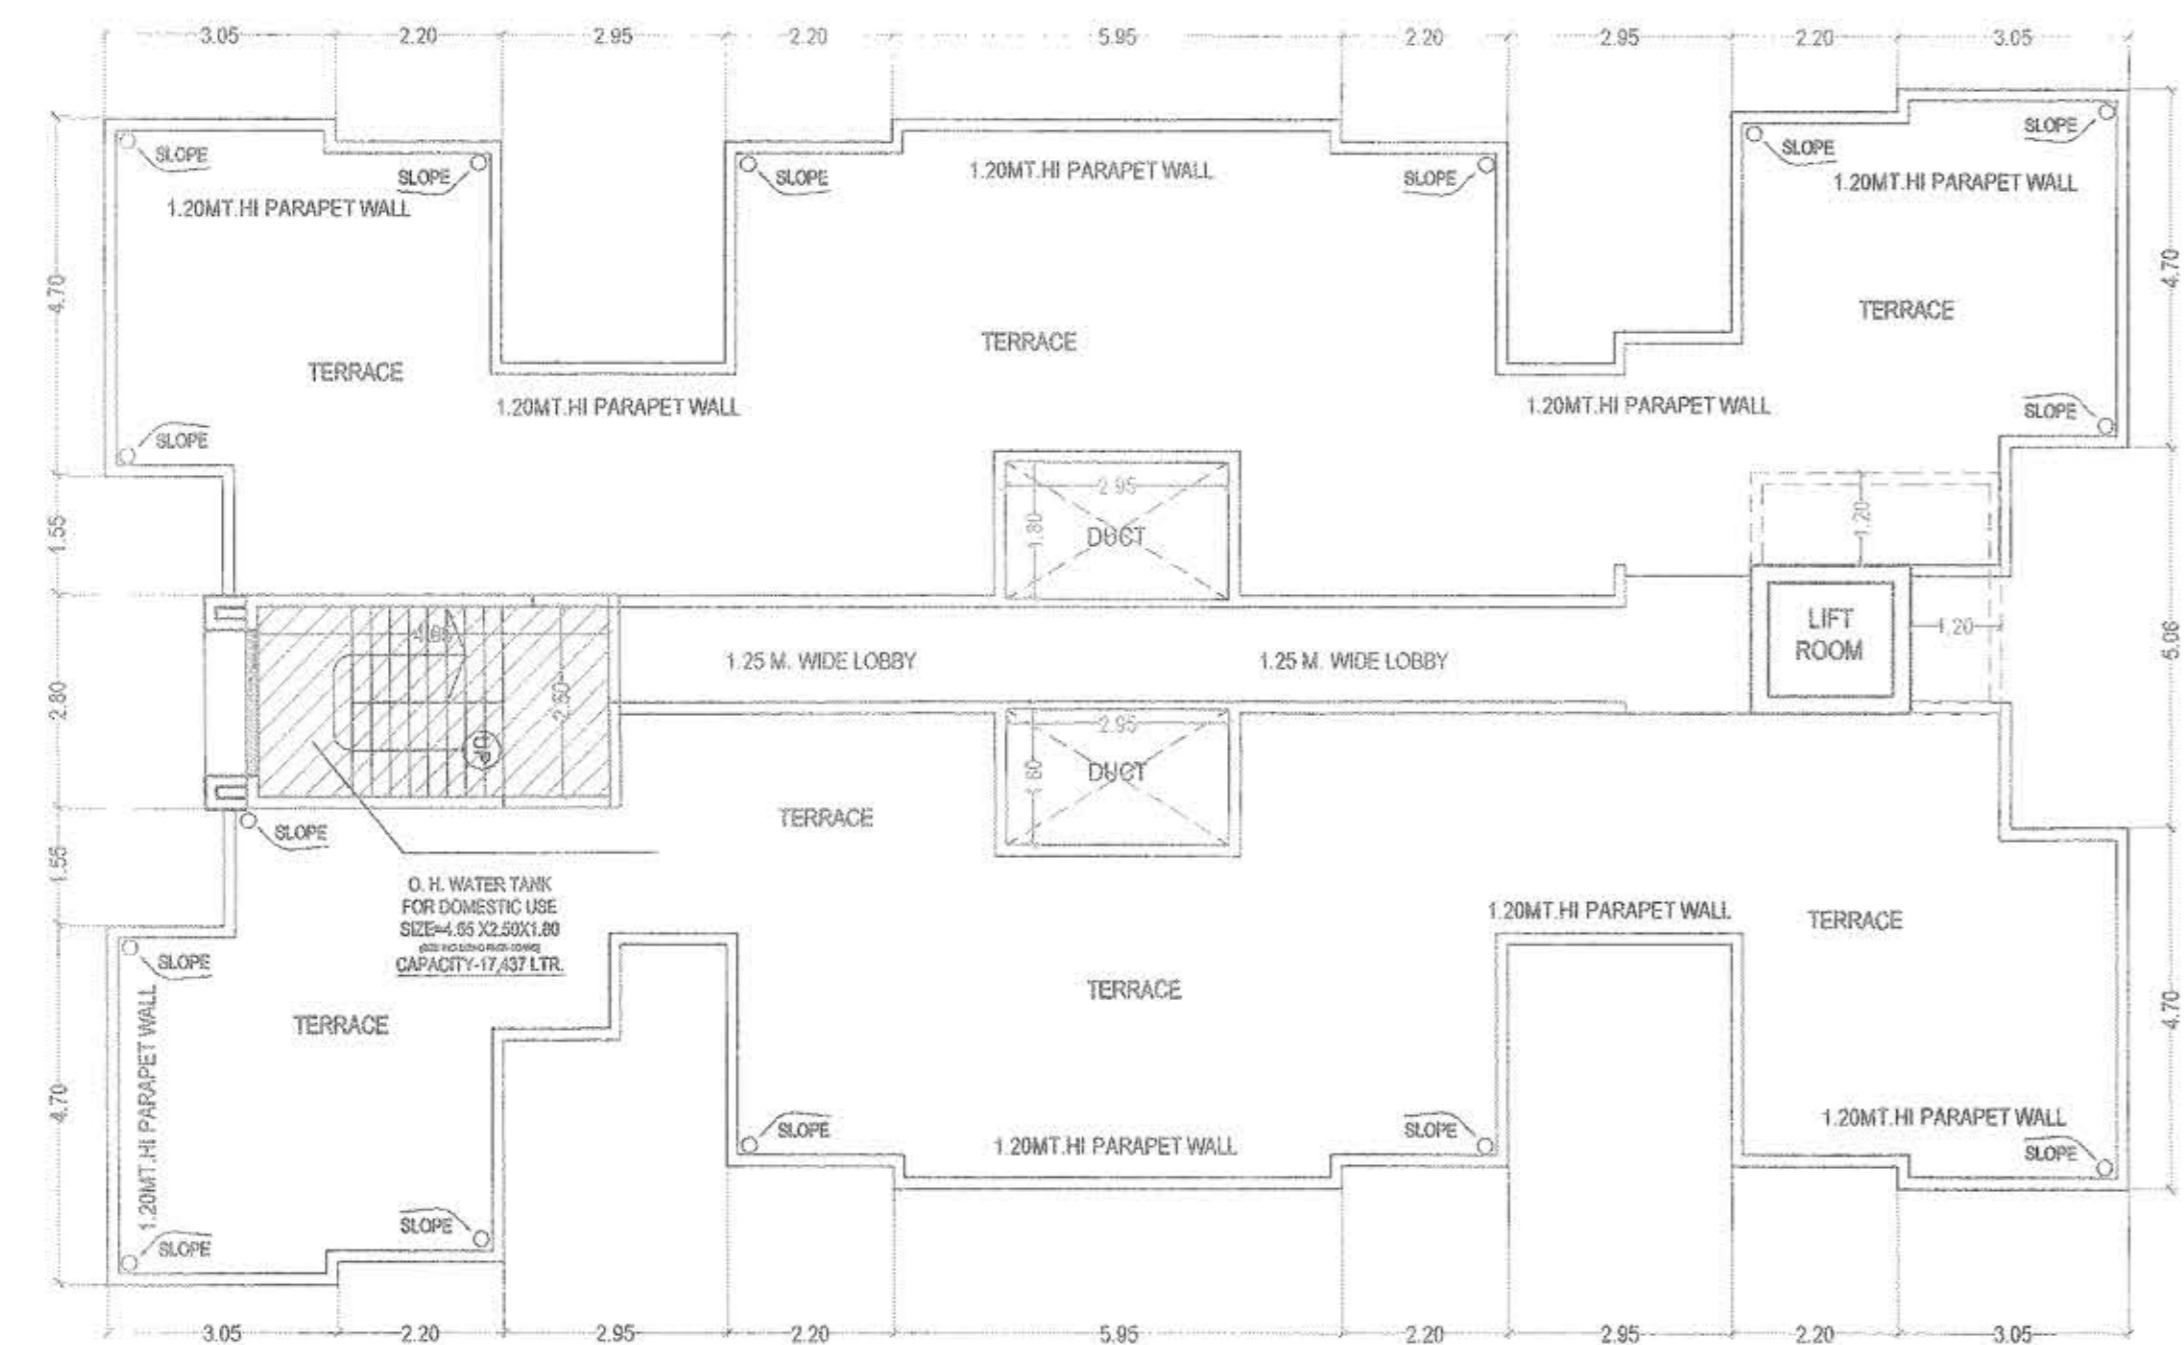 3.05 2.20 2.95 2.20 5.95 2.20 2.95 2.20 3.05
SLOPE
SLOPE
SLOPE
SLOPE
SLOPE
SLOPE
1.20MT.HI PARAPET WALL
1.20MT.HI PARAPET WALL
1.20MT.HI PARAPET WALL
4.70
4.70
TERRACE
TERRACE
TERRACE
1.20MT.HI PARAPET WALL
1.20MT.HI PARAPET WALL
SLOPE
SLOPE
2.95
1.80
DUCT
1.20
1.55
LIFT
ROOM
1.20
5.06
2.80
UP
1.25 M. WIDE LOBBY
1.25 M. WIDE LOBBY
2.95
DUCT
TERRACE
SLOPE
1.55
O. H. WATER TANK
FOR DOMESTIC USE
SIZE=4.65 X2.50X1.80
CAPACITY-17,437 LTR.
1.20MT.HI PARAPET WALL
TERRACE
SLOPE
TERRACE
TERRACE
1.20MT.HI PARAPET WALL
4.70
4.70
SLOPE
1.20MT.HI PARAPET WALL
SLOPE
1.20MT.HI PARAPET WALL
SLOPE
SLOPE
SLOPE
3.05 2.20 2.95 2.20 5.95 2.20 2.95 2.20 3.05